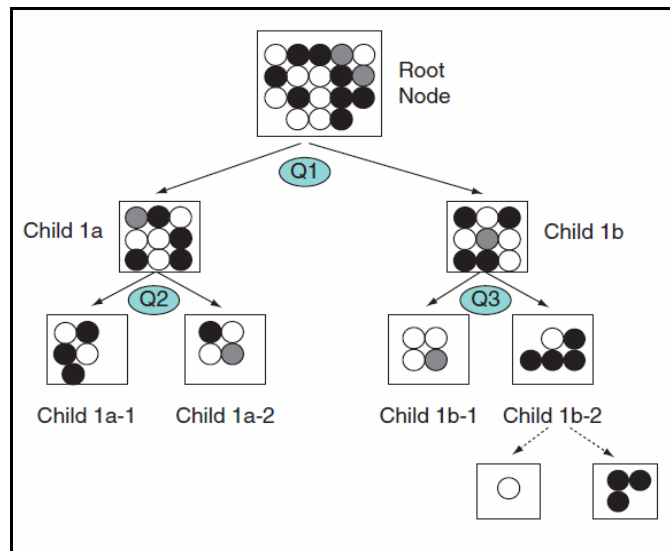 Root
Node
Q1
Child 1a
Child 1b
Q2
Q3
Child 1a-1
Child 1a-2
Child 1b-1
Child 1b-2